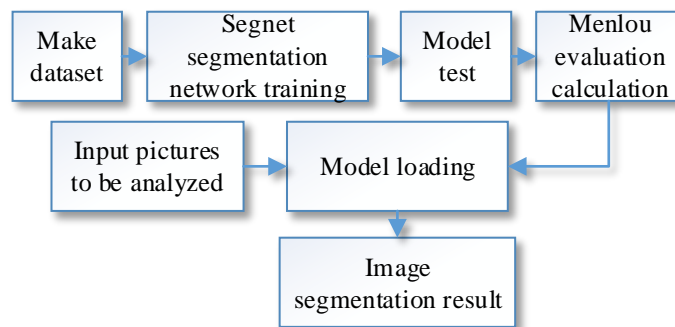 Make
dataset
Segnet
segmentation
network training
Model
test
Menlou
evaluation
calculation
Input pictures
to be analyzed
Model loading
Image
segmentation result